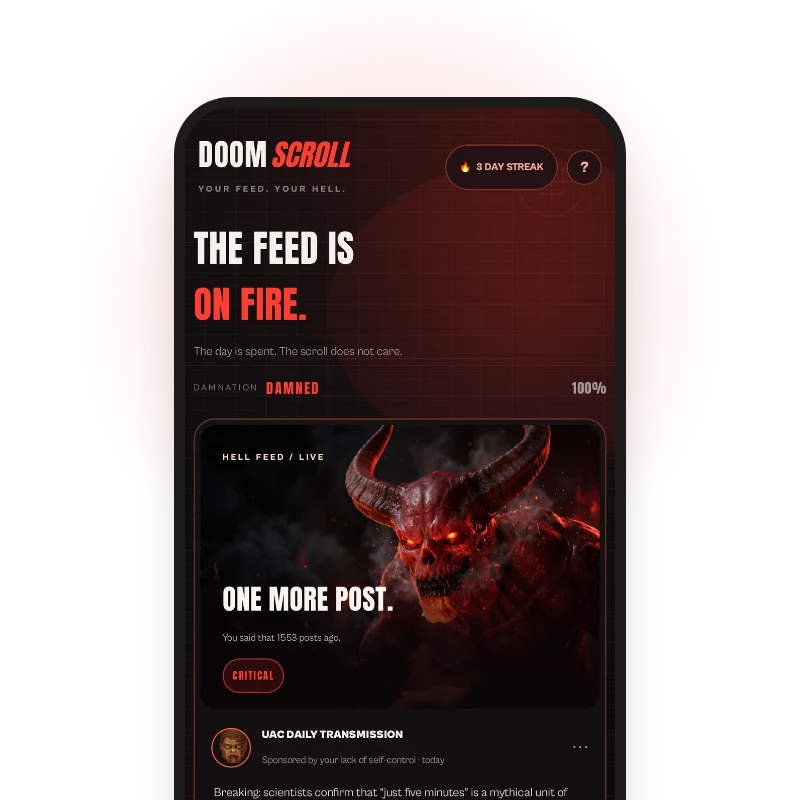 DOOM SCROLL
YOUR FEED. YOUR HELL.
3 DAY STREAK
?
THE FEED IS
ON FIRE.
The day is spent. The scroll does not care.
DAMNATION DAMNED
100%
HELL FEED / LIVE
ONE MORE POST.
You said that 1553 posts ago.
CRITICAL
UAC DAILY TRANSMISSION
Sponsored by your lack of self-control · today
Breaking: scientists confirm that “just five minutes” is a mythical unit of